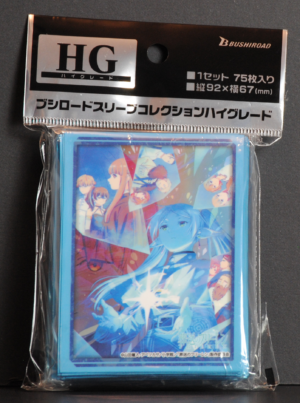 HG
ハイグレード
BUSHIROAD
■1セット 75枚入り
■縦92×横67(mm)
ブシロードスリーブコレクションハイグレード